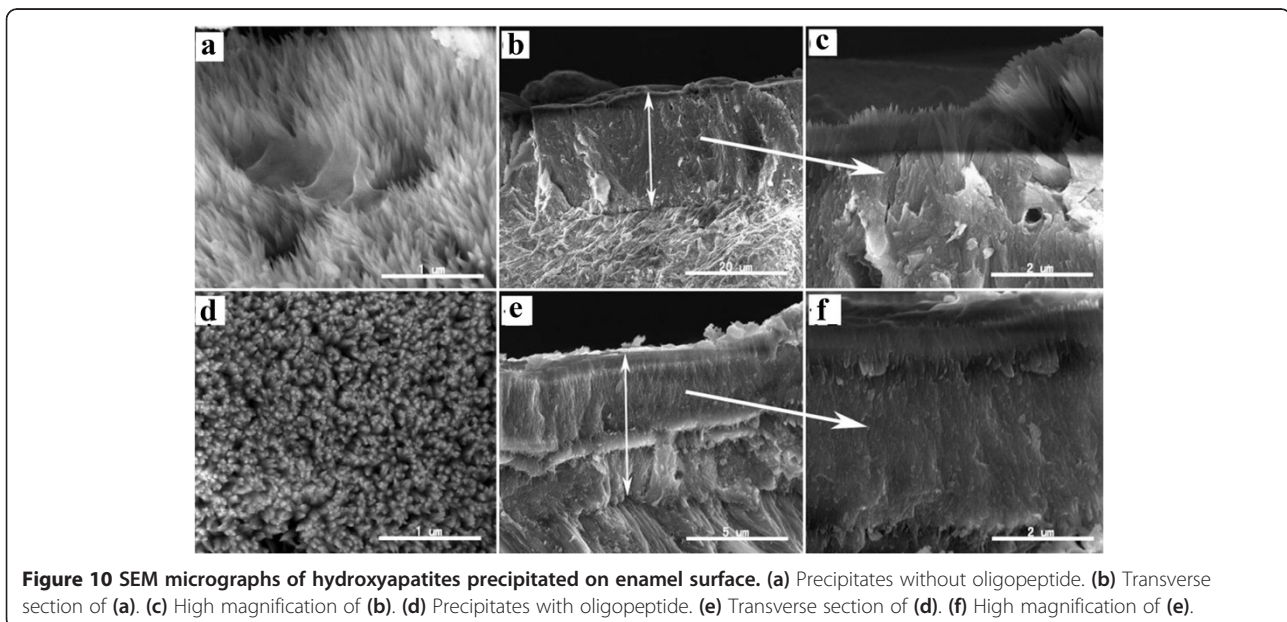 a
b
c
1 um
20 um
2 um
d
e
f
1 um
5 um
2 um
Figure 10 SEM micrographs of hydroxyapatites precipitated on enamel surface. (a) Precipitates without oligopeptide. (b) Transverse
section of (a). (c) High magnification of (b). (d) Precipitates with oligopeptide. (e) Transverse section of (d). (f) High magnification of (e).